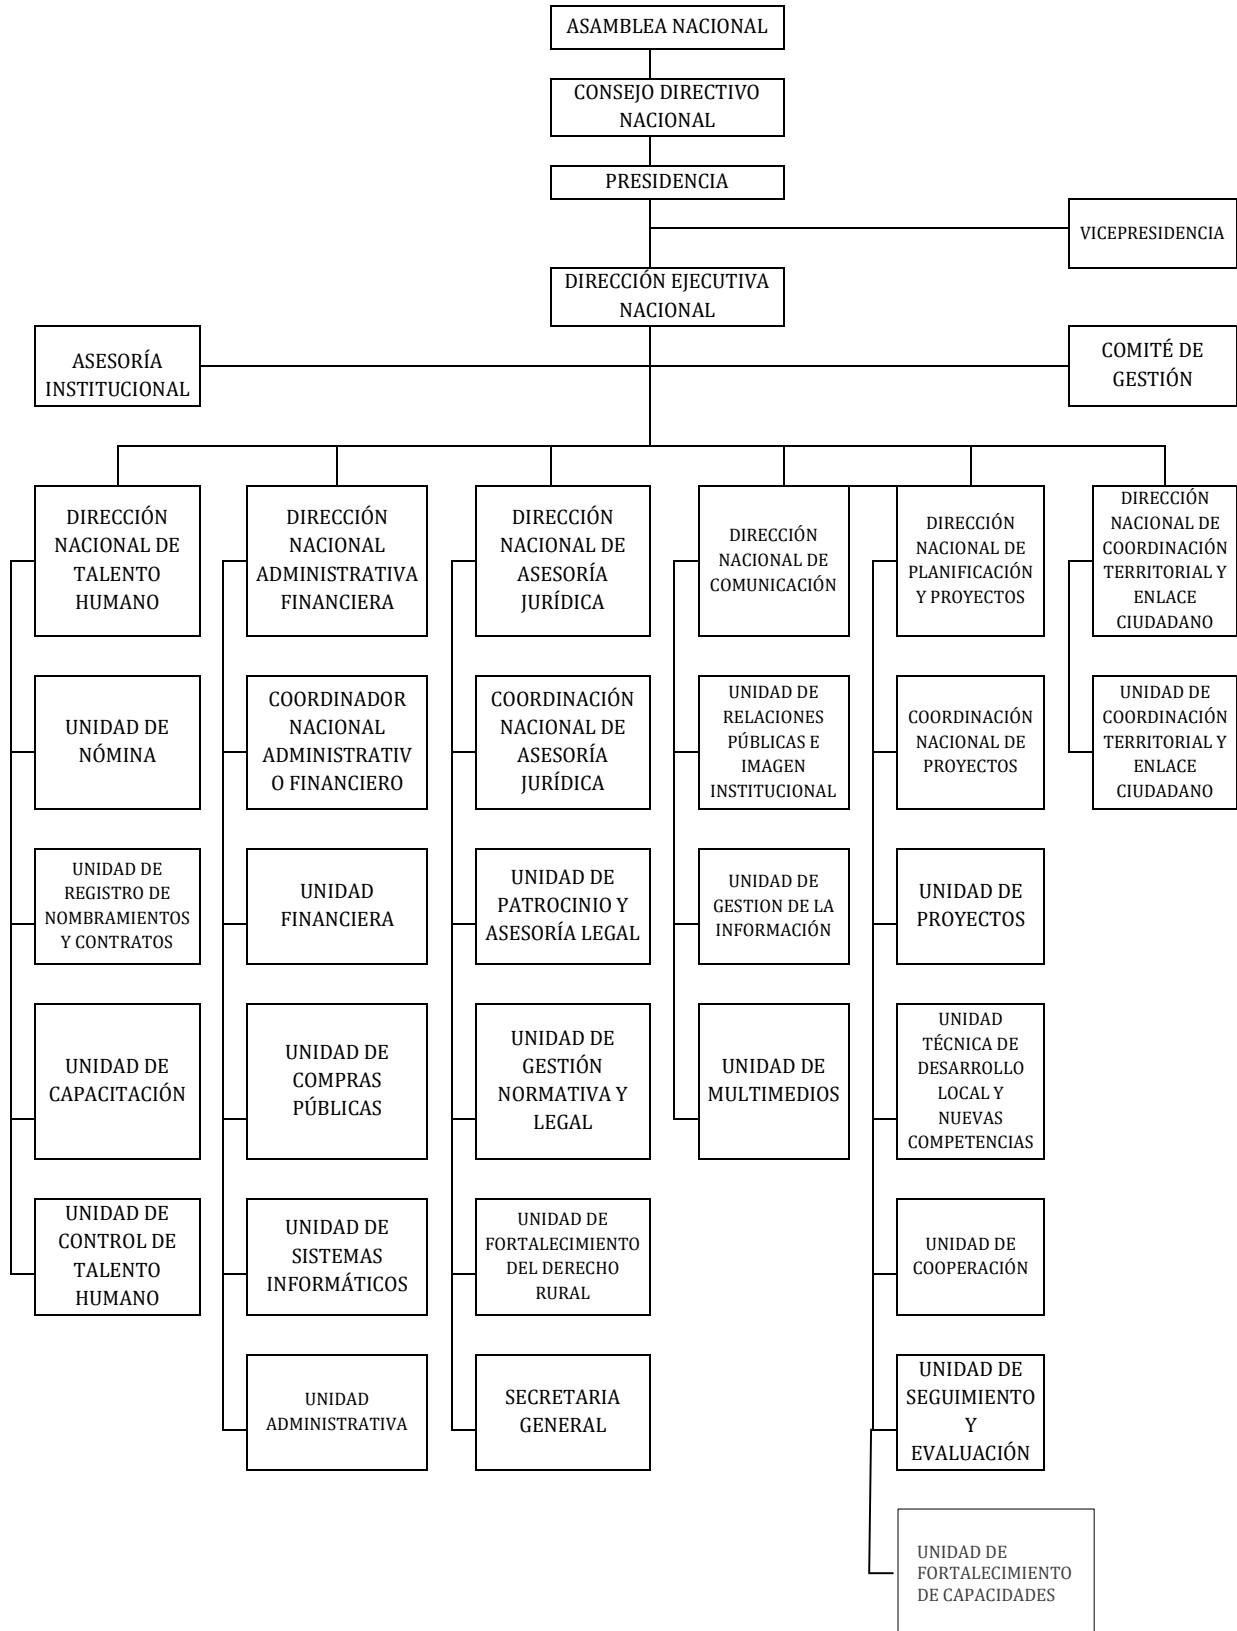 ASAMBLEA NACIONAL
CONSEJO DIRECTIVO
NACIONAL
PRESIDENCIA
VICEPRESIDENCIA
DIRECCIÓN EJECUTIVA
NACIONAL
ASESORÍA
INSTITUCIONAL
COMITÉ DE
GESTIÓN
DIRECCIÓN
NACIONAL DE
TALENTO
HUMANO
DIRECCIÓN
NACIONAL
ADMINISTRATIVA
FINANCIERA
DIRECCIÓN
NACIONAL DE
ASESORÍA
JURÍDICA
DIRECCIÓN
NACIONAL DE
COMUNICACIÓN
DIRECCIÓN
NACIONAL DE
PLANIFICACIÓN
Y PROYECTOS
DIRECCIÓN
NACIONAL DE
COORDINACIÓN
TERRITORIAL Y
ENLACE
CIUDADANO
UNIDAD DE
NÓMINA
COORDINADOR
NACIONAL
ADMINISTRATIV
O FINANCIERO
COORDINACIÓN
NACIONAL DE
ASESORÍA
JURÍDICA
UNIDAD DE
RELACIONES
PÚBLICAS E
IMAGEN
INSTITUCIONAL
COORDINACIÓN
NACIONAL DE
PROYECTOS
UNIDAD DE
COORDINACIÓN
TERRITORIAL Y
ENLACE
CIUDADANO
UNIDAD DE
REGISTRO DE
NOMBRAMIENTOS
Y CONTRATOS
UNIDAD
FINANCIERA
UNIDAD DE
PATROCINIO Y
ASESORÍA LEGAL
UNIDAD DE
GESTION DE LA
INFORMACIÓN
UNIDAD DE
PROYECTOS
UNIDAD DE
CAPACITACIÓN
UNIDAD DE
COMPRAS
PÚBLICAS
UNIDAD DE
GESTIÓN
NORMATIVA Y
LEGAL
UNIDAD DE
MULTIMEDIOS
UNIDAD
TÉCNICA DE
DESARROLLO
LOCAL Y
NUEVAS
COMPETENCIAS
UNIDAD DE
CONTROL DE
TALENTO
HUMANO
UNIDAD DE
SISTEMAS
INFORMÁTICOS
UNIDAD DE
FORTALECIMIENTO
DEL DERECHO
RURAL
UNIDAD DE
COOPERACIÓN
UNIDAD
ADMINISTRATIVA
SECRETARIA
GENERAL
UNIDAD DE
SEGUIMIENTO
Y
EVALUACIÓN
UNIDAD DE
FORTALECIMIENTO
DE CAPACIDADES